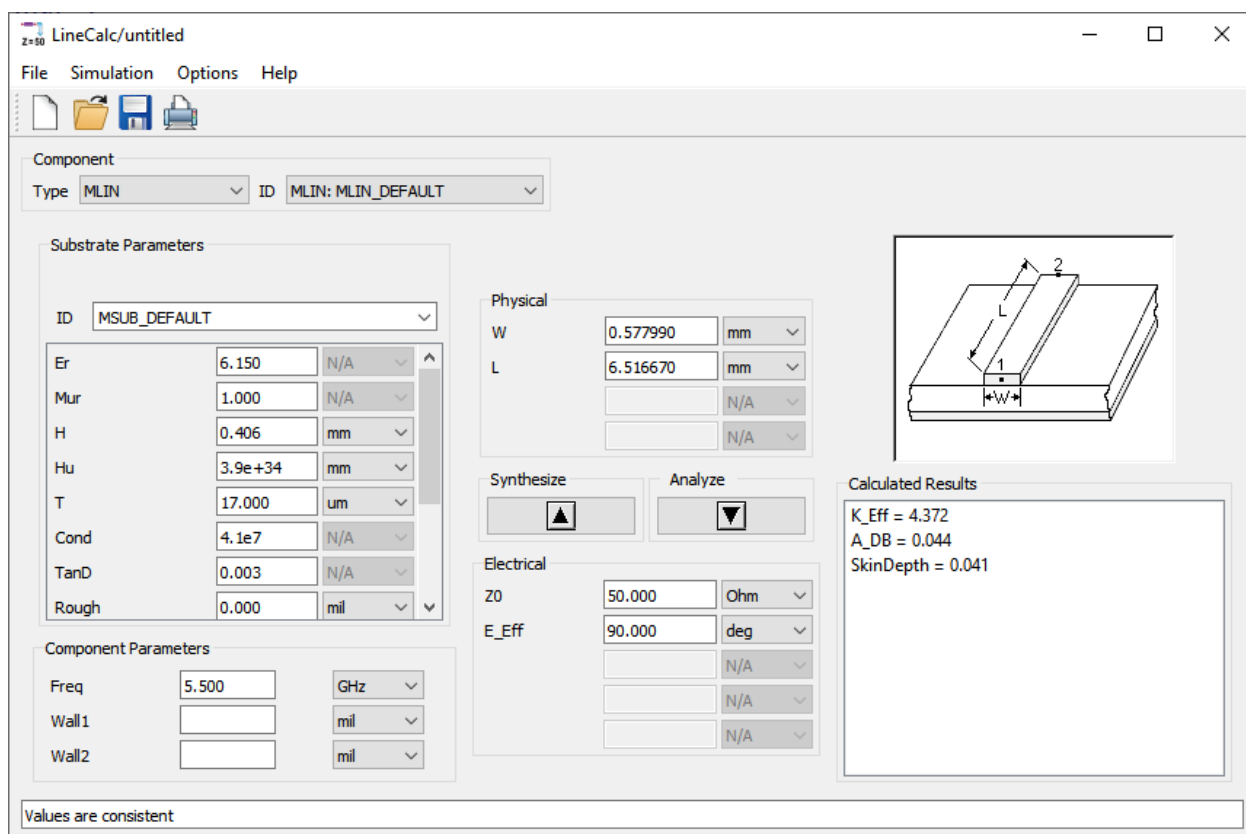 Z=50 LineCalc/untitled
File Simulation Options Help
Component
Type MLIN ID MLIN: MLIN_DEFAULT
Substrate Parameters
ID MSUB_DEFAULT
Er 6.150 N/A
Mur 1.000 N/A
H 0.406 mm
Hu 3.9e+34 mm
T 17.000 um
Cond 4.1e7 N/A
TanD 0.003 N/A
Rough 0.000 mil
Component Parameters
Freq 5.500 GHz
Wall1 mil
Wall2 mil
Physical
W 0.577990 mm
L 6.516670 mm
N/A
N/A
Synthesize Analyze
Electrical
Z0 50.000 Ohm
E_Eff 90.000 deg
N/A
N/A
N/A
2
L
1
W
Calculated Results
K_Eff = 4.372
A_DB = 0.044
SkinDepth = 0.041
Values are consistent